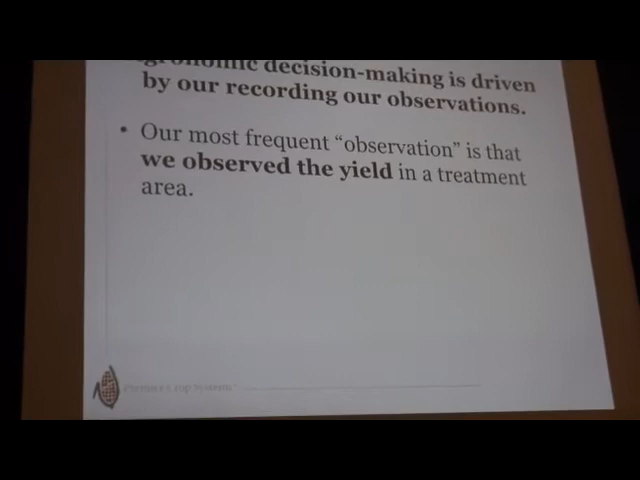 agronomic decision-making is driven
by our recording our observations.
• Our most frequent “observation” is that
we observed the yield in a treatment
area.